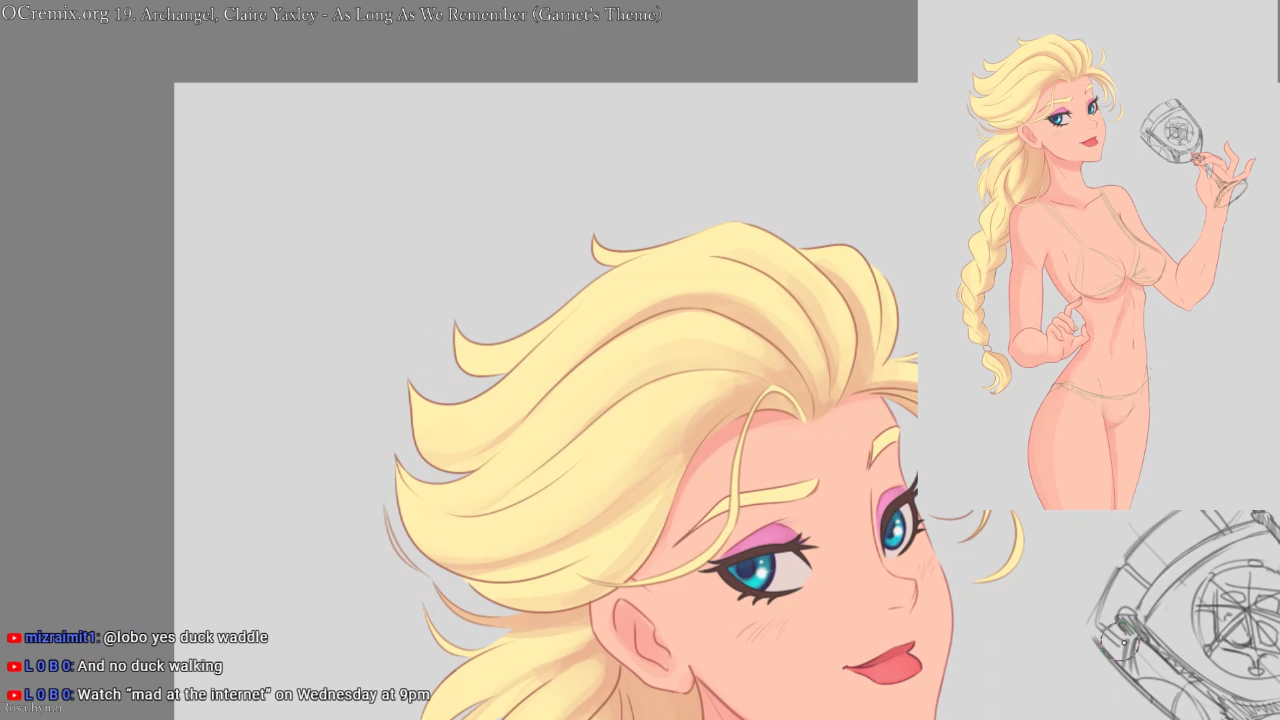 OCremix.org 19. Archangel, Claire Yaxley - As Long As We Remember (Garnet's Theme)
mizraimit1: @lobo yes duck waddle
L O B O: And no duck walking
L O B O: Watch “mad at the internet” on Wednesday at 9pm